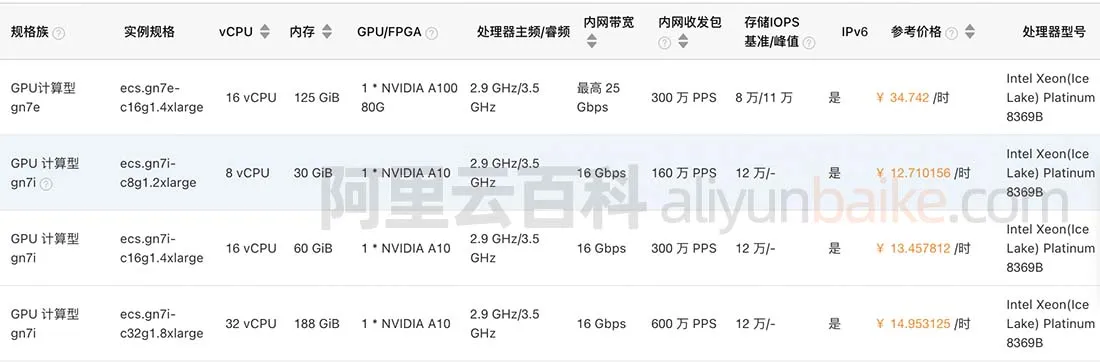 规格族 实例规格 vCPU 内存 GPU/FPGA 处理器主频/睿频 内网带宽 内网收发包 存储IOPS 基准/峰值 IPv6 参考价格 处理器型号
GPU计算型 gn7e ecs.gn7e-c16g1.4xlarge 16 vCPU 125 GiB 1 * NVIDIA A100 80G 2.9 GHz/3.5 GHz 最高 25 Gbps 300 万 PPS 8 万/11 万 是 ¥ 34.742 /时 Intel Xeon(Ice Lake) Platinum 8369B
GPU 计算型 gn7i ecs.gn7i-c8g1.2xlarge 8 vCPU 30 GiB 1 * NVIDIA A10 2.9 GHz/3.5 GHz 16 Gbps 160 万 PPS 12 万/- 是 ¥ 12.710156 /时 Intel Xeon(Ice Lake) Platinum 8369B
阿里云百科 aliyunbaike.com
GPU 计算型 gn7i ecs.gn7i-c16g1.4xlarge 16 vCPU 60 GiB 1 * NVIDIA A10 2.9 GHz/3.5 GHz 16 Gbps 300 万 PPS 12 万/- 是 ¥ 13.457812 /时 Intel Xeon(Ice Lake) Platinum 8369B
GPU 计算型 gn7i ecs.gn7i-c32g1.8xlarge 32 vCPU 188 GiB 1 * NVIDIA A10 2.9 GHz/3.5 GHz 16 Gbps 600 万 PPS 12 万/- 是 ¥ 14.953125 /时 Intel Xeon(Ice Lake) Platinum 8369B